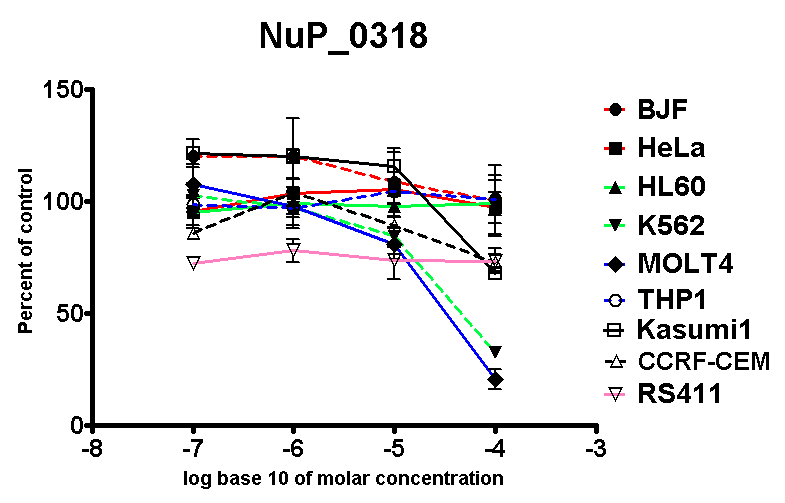 NuP_0318
150
100
50
0
Percent of control
-8
-7
-6
-5
-4
-3
log base 10 of molar concentration
BJF
HeLa
HL60
K562
MOLT4
THP1
Kasumi1
CCRF-CEM
RS411